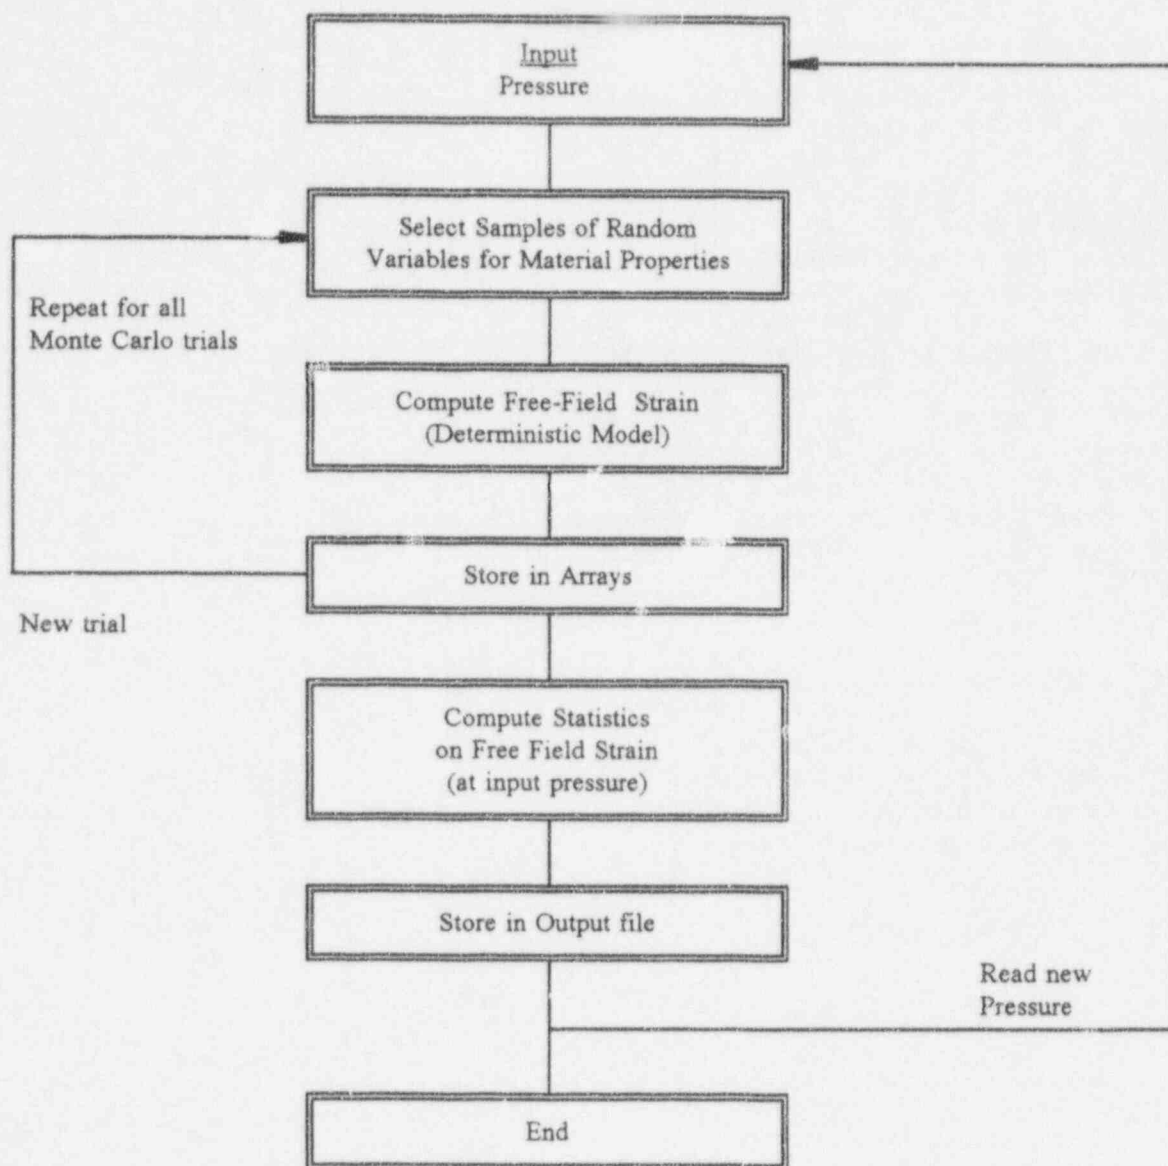 Input
Pressure
Select Samples of Random
Variables for Material Properties
Repeat for all
Monte Carlo trials
Compute Free-Field Strain
(Deterministic Model)
Store in Arrays
New trial
Compute Statistics
on Free Field Strain
(at input pressure)
Store in Output file
Read new
Pressure
End